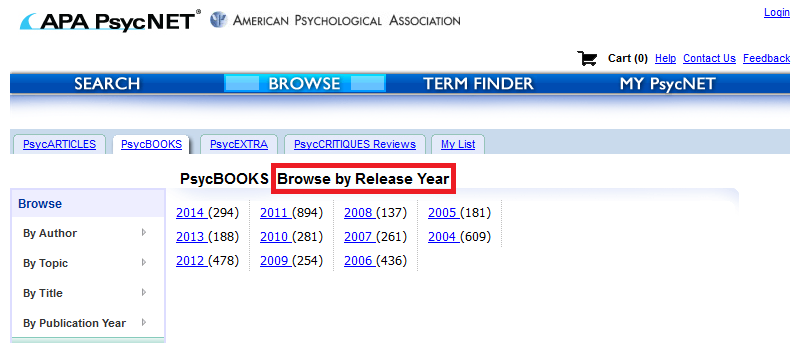 APA PsycNET® AMERICAN PSYCHOLOGICAL ASSOCIATION
Login
Cart (0) Help Contact Us Feedback
SEARCH BROWSE TERM FINDER MY PsycNET
PsycARTICLES PsycBOOKS PsycEXTRA PsycCRITIQUES Reviews My List
PsycBOOKS Browse by Release Year
Browse
By Author
By Topic
By Title
By Publication Year
2014 (294) 2011 (894) 2008 (137) 2005 (181)
2013 (188) 2010 (281) 2007 (261) 2004 (609)
2012 (478) 2009 (254) 2006 (436)